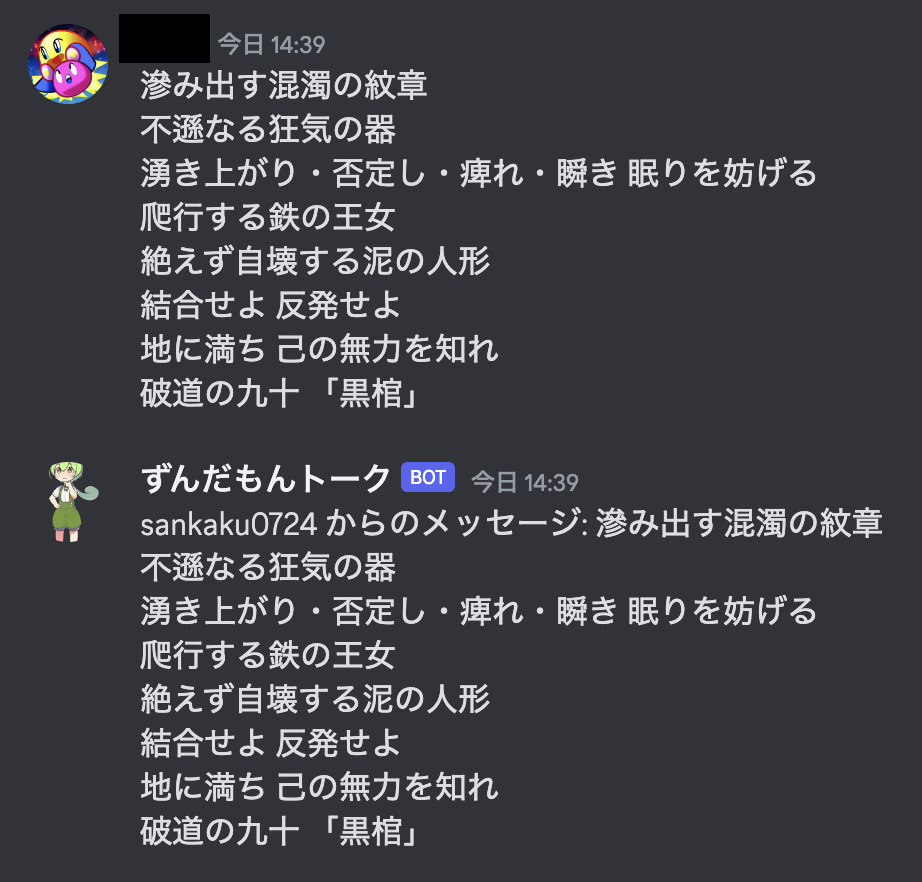 今日 14:39
滲み出す混濁の紋章
不遜なる狂気の器
湧き上がり・否定し・痺れ・瞬き 眠りを妨げる
爬行する鉄の王女
絶えず自壊する泥の人形
結合せよ 反発せよ
地に満ち 己の無力を知れ
破道の九十 「黒棺」
ずんだもんトーク BOT 今日 14:39
sankaku0724 からのメッセージ: 滲み出す混濁の紋章
不遜なる狂気の器
湧き上がり・否定し・痺れ・瞬き 眠りを妨げる
爬行する鉄の王女
絶えず自壊する泥の人形
結合せよ 反発せよ
地に満ち 己の無力を知れ
破道の九十 「黒棺」